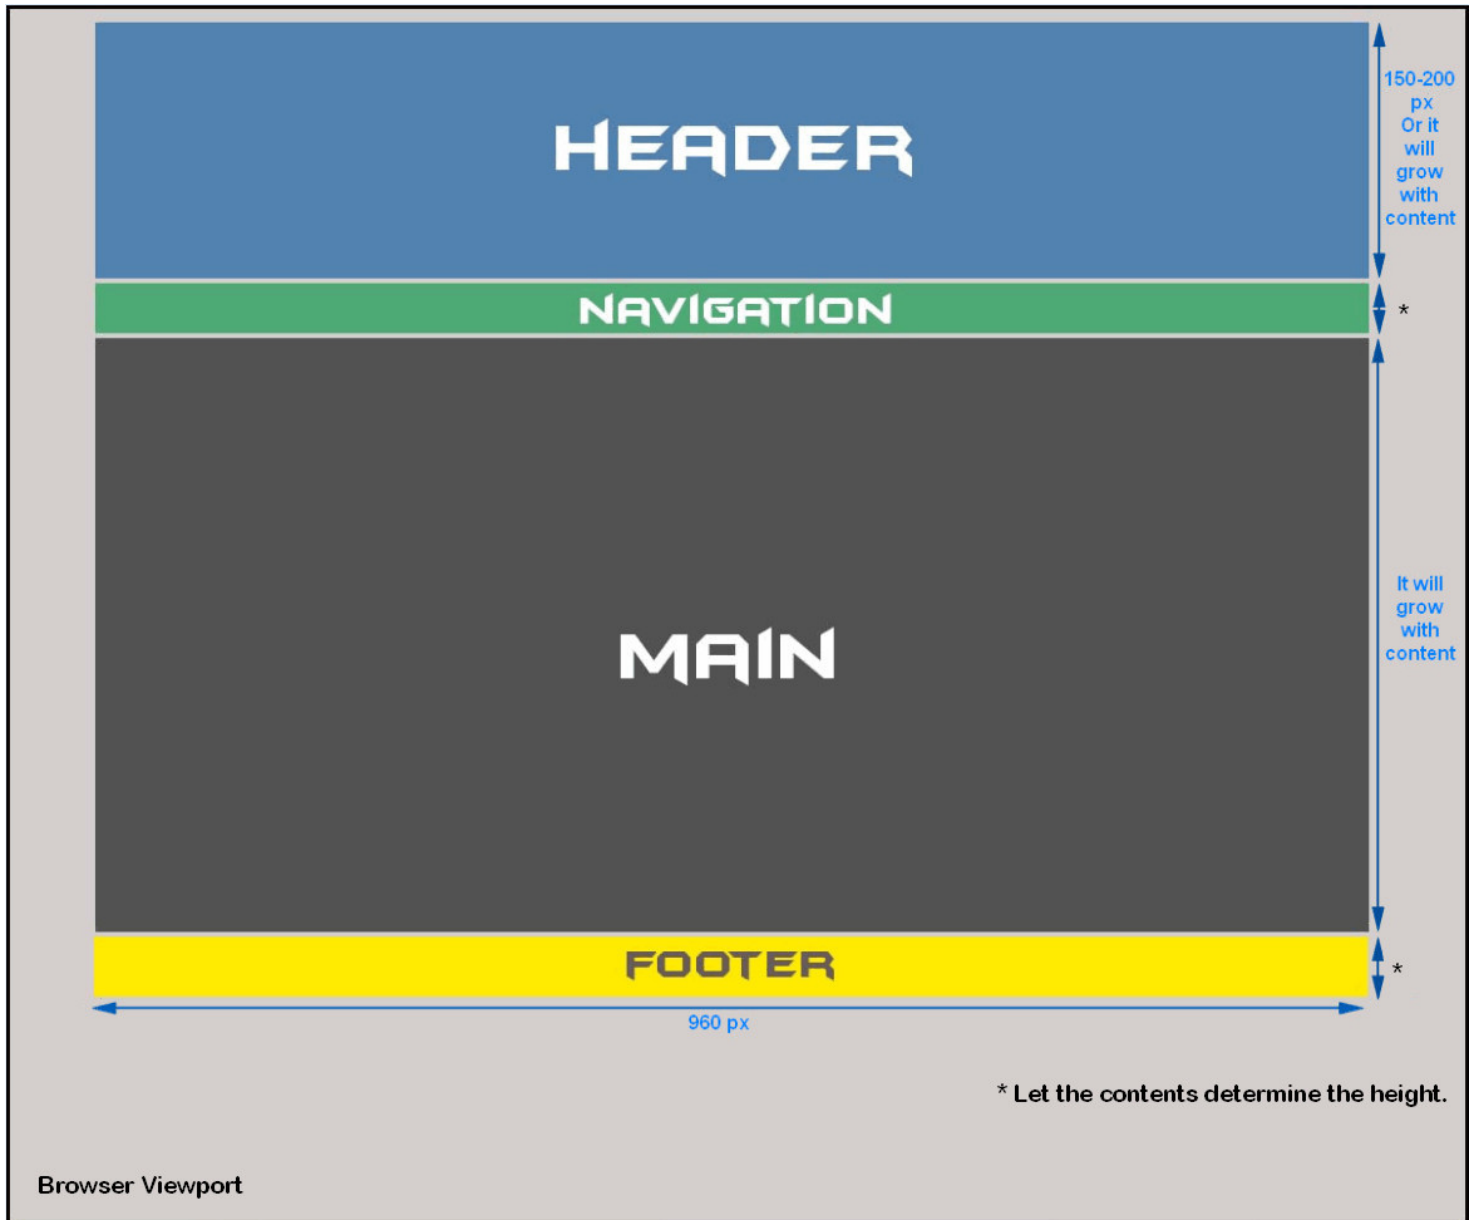 HEADER
150-200
px
Or it
will
grow
with
content
NAVIGATION
*
MAIN
It will
grow
with
content
FOOTER
*
960 px
* Let the contents determine the height.
Browser Viewport